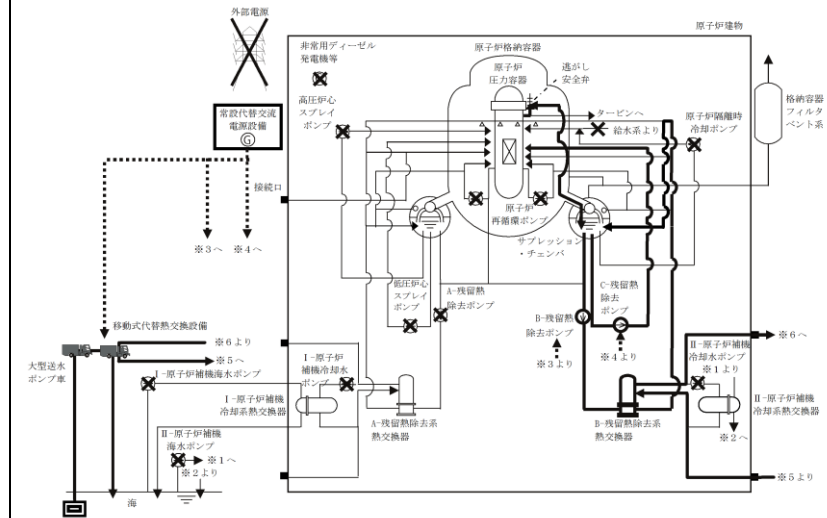 外部電源
原子炉建物
非常用ディーゼル
発電機等
原子炉格納容器
原子炉
圧力容器
逃がし
安全弁
高圧炉心
スプレイ
ポンプ
タービンへ
給水系より
原子炉隔離時
冷却ポンプ
格納容器
フィルタ
ベント系
常設代替交流
電源設備
G
接続口
※3へ
※4へ
原子炉
再循環ポンプ
サプレッション
・チェンバ
低圧炉心
スプレイ
ポンプ
A-残留熱
除去ポンプ
B-残留熱
除去ポンプ
※3より
C-残留熱
除去
ポンプ
※4より
移動式代替熱交換設備
※6より
※5へ
大型送水
ポンプ車
Ⅰ-原子炉補機海水ポンプ
Ⅰ-原子炉
補機冷却水
ポンプ
Ⅰ-原子炉補機
冷却系熱交換器
A-残留熱除去系
熱交換器
B-残留熱除去系
熱交換器
※6へ
Ⅱ-原子炉補機
冷却水ポンプ
※1より
Ⅱ-原子炉補機
冷却系熱交換器
※2へ
※5より
Ⅱ-原子炉補機
海水ポンプ
※1へ
※2より
海